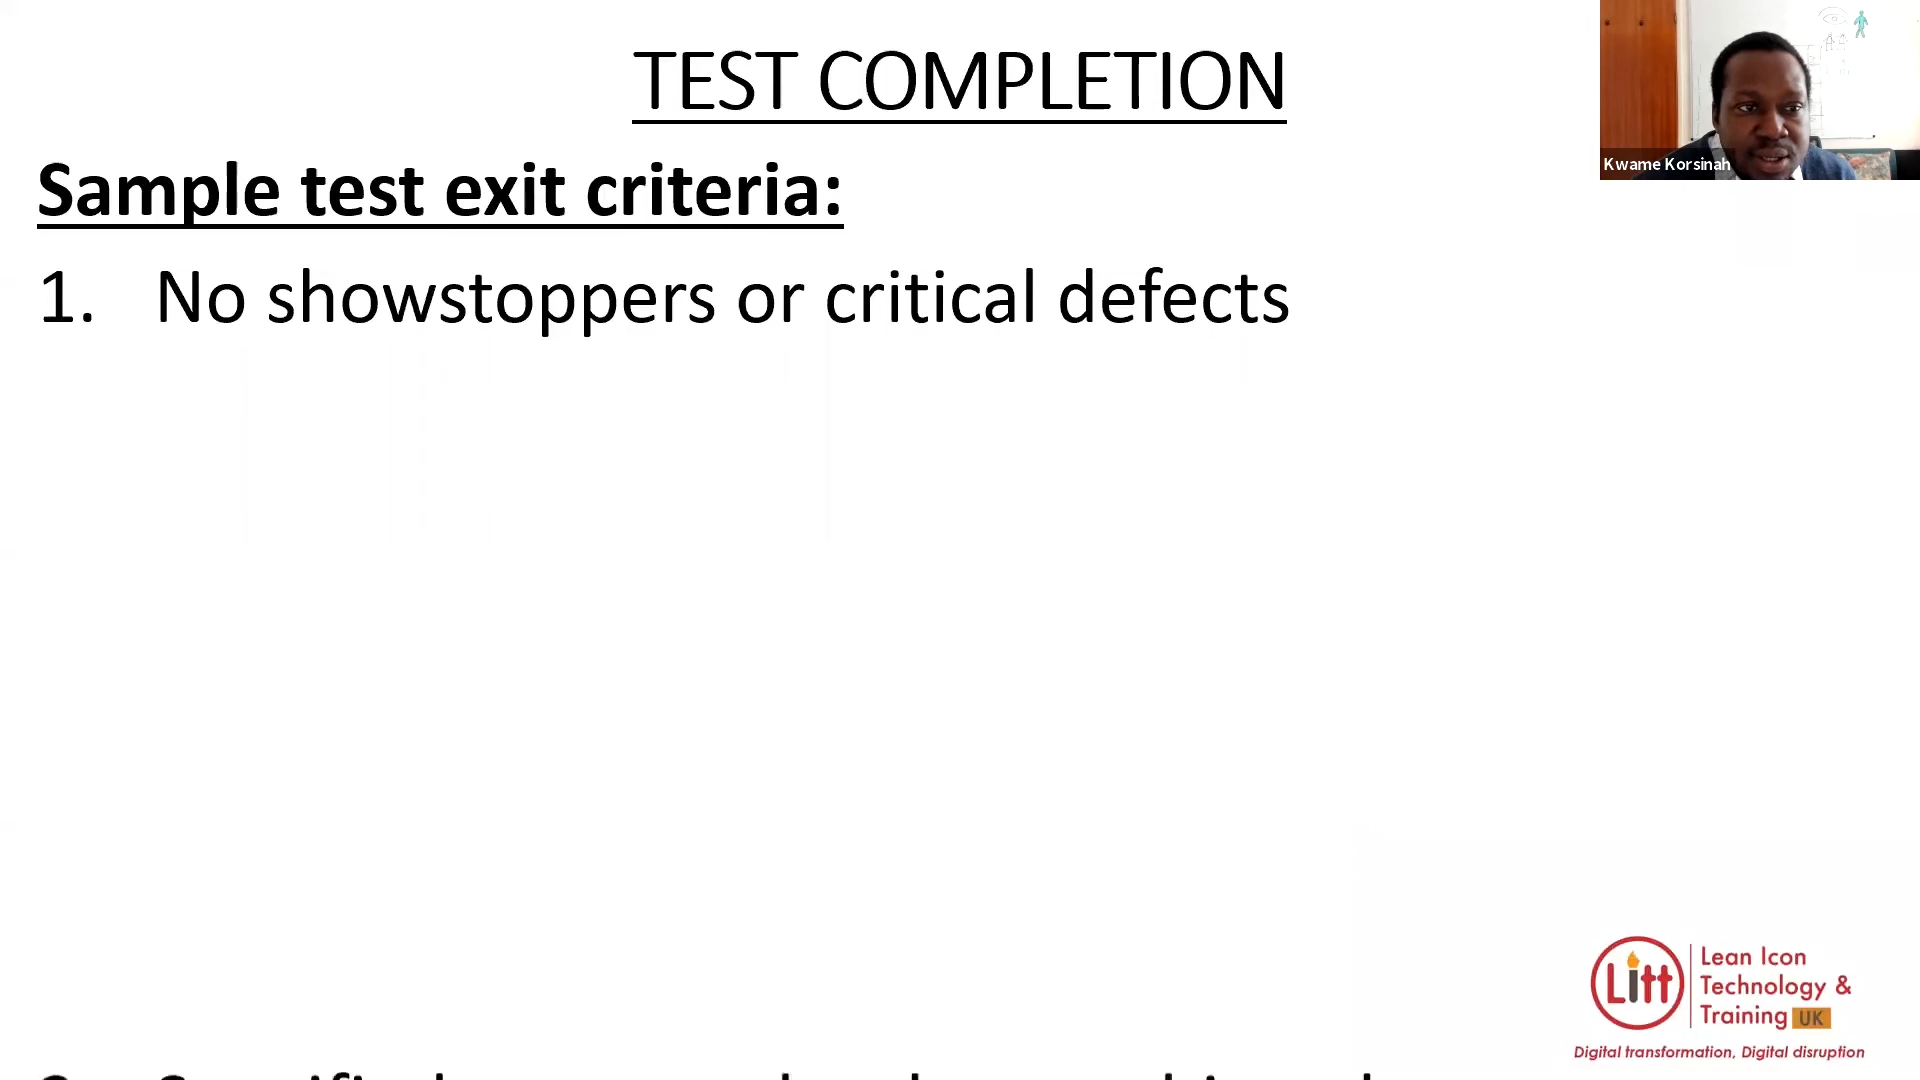 TEST COMPLETION
Kwame Korsinah
Sample test exit criteria:
1. No showstoppers or critical defects
Litt
Lean Icon
Technology &
Training UK
Digital transformation, Digital disruption